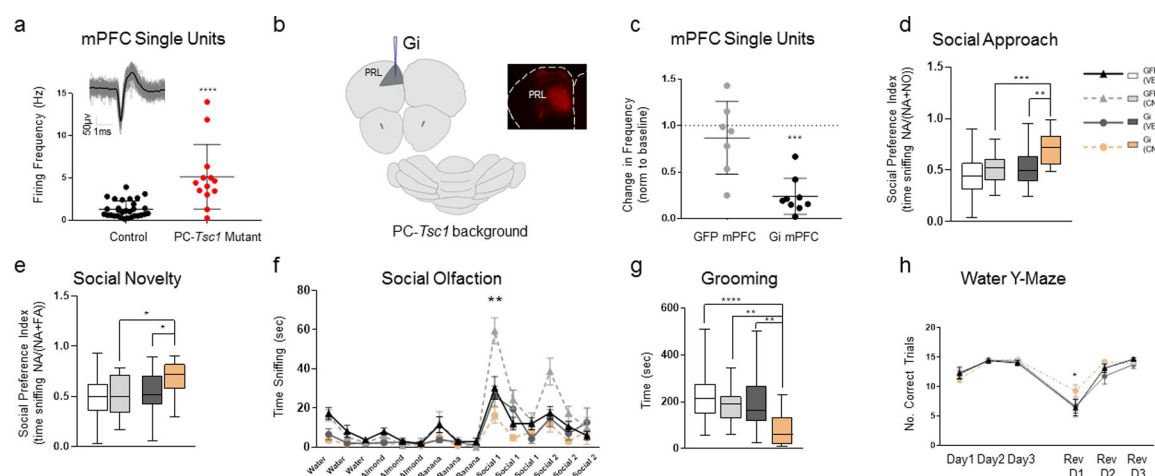 a
mPFC Single Units
Firing Frequency (Hz)
15
10
5
0
50μv
1ms
****
Control
PC-Tsc1 Mutant
b
Gi
PRL
PRL
PC-Tsc1 background
c
mPFC Single Units
Change in Frequency
(norm to baseline)
2.0
1.5
1.0
0.5
0.0
***
GFP mPFC
Gi mPFC
d
Social Approach
Social Preference Index
(time sniffing NA/(NA+NO))
1.5
1.0
0.5
0.0
***
**
e
Social Novelty
Social Preference Index
(time sniffing NA/(NA+FA))
1.5
1.0
0.5
0.0
*
*
f
Social Olfaction
Time Sniffing (sec)
80
60
40
20
0
**
Water
Water
Water
Almond
Almond
Almond
Banana
Banana
Banana
Social 1
Social 1
Social 1
Social 2
Social 2
Social 2
g
Grooming
Time (sec)
600
400
200
0
****
**
**
h
Water Y-Maze
No. Correct Trials
20
15
10
5
0
*
Day1 Day2 Day3
Rev D1
Rev D2
Rev D3